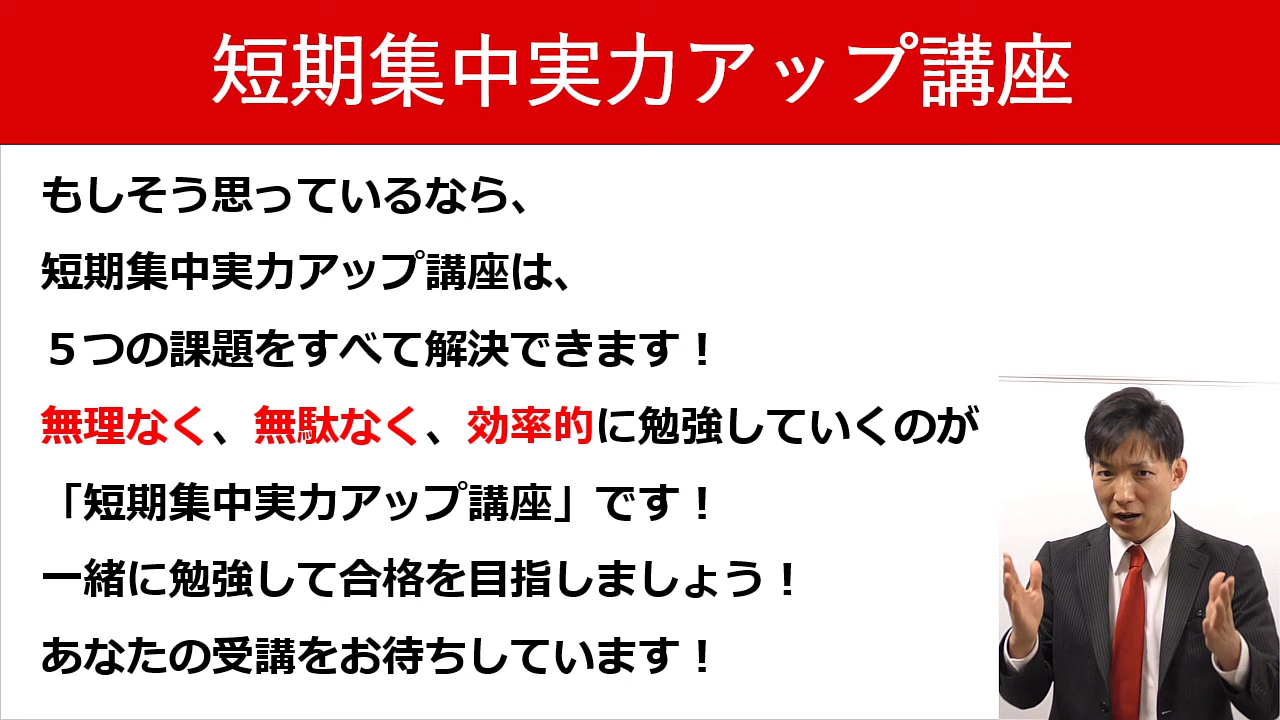 短期集中実力アップ講座
もしそう思っているなら、
短期集中実力アップ講座は、
５つの課題をすべて解決できます！
無理なく、無駄なく、効率的に勉強していくのが
「短期集中実力アップ講座」です！
一緒に勉強して合格を目指しましょう！
あなたの受講をお待ちしています！